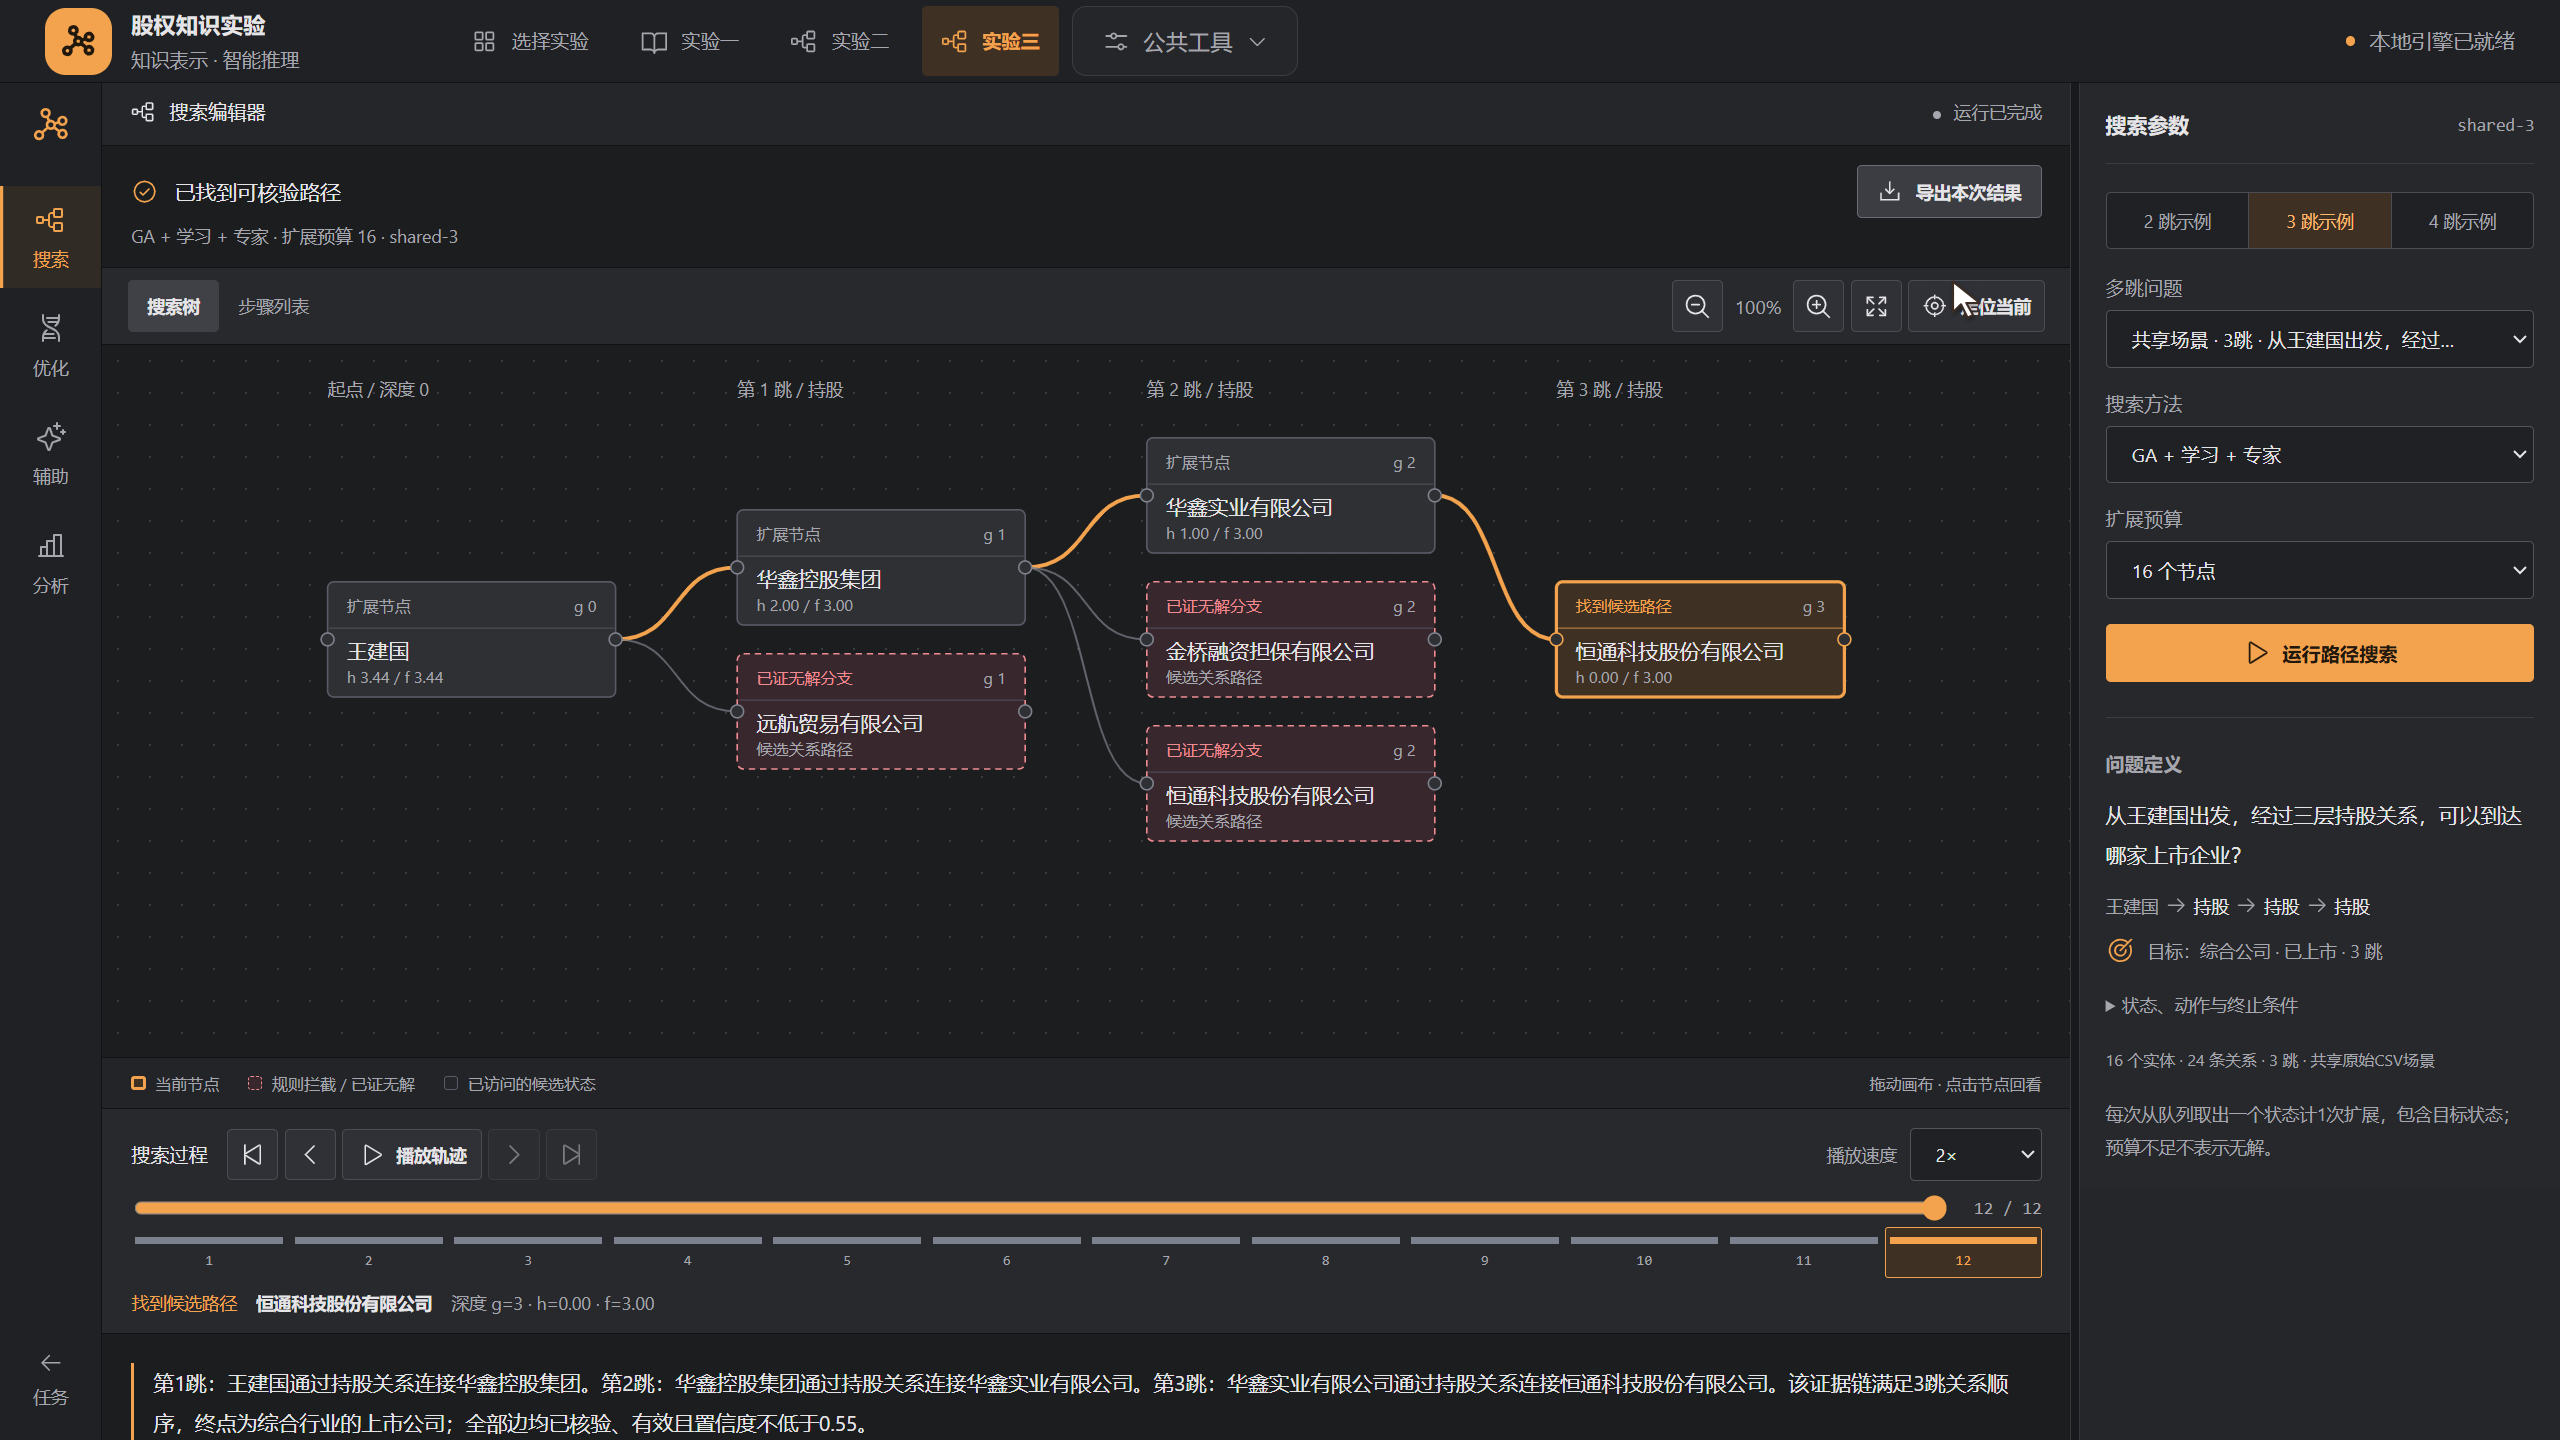 股权知识实验
知识表示 · 智能推理
选择实验
实验一
实验二
实验三
公共工具
本地引擎已就绪
搜索
优化
辅助
分析
任务
搜索编辑器
运行已完成
已找到可核验路径
GA + 学习 + 专家 · 扩展预算 16 · shared-3
导出本次结果
搜索树
步骤列表
100%
位当前
起点 / 深度 0
第 1 跳 / 持股
第 2 跳 / 持股
第 3 跳 / 持股
扩展节点 g 0
王建国
h 3.44 / f 3.44
扩展节点 g 1
华鑫控股集团
h 2.00 / f 3.00
已证无解分支 g 1
远航贸易有限公司
候选关系路径
扩展节点 g 2
华鑫实业有限公司
h 1.00 / f 3.00
已证无解分支 g 2
金桥融资担保有限公司
候选关系路径
已证无解分支 g 2
恒通科技股份有限公司
候选关系路径
找到候选路径 g 3
恒通科技股份有限公司
h 0.00 / f 3.00
当前节点
规则拦截 / 已证无解
已访问的候选状态
拖动画布 · 点击节点回看
搜索过程
播放轨迹
播放速度
2×
12 / 12
1 2 3 4 5 6 7 8 9 10 11 12
找到候选路径 恒通科技股份有限公司 深度 g=3 · h=0.00 · f=3.00
第1跳：王建国通过持股关系连接华鑫控股集团。第2跳：华鑫控股集团通过持股关系连接华鑫实业有限公司。第3跳：华鑫实业有限公司通过持股关系连接恒通科技股份有限公司。该证据链满足3跳关系顺
序，终点为综合行业的上市公司；全部边均已核验、有效且置信度不低于0.55。
搜索参数
shared-3
2 跳示例
3 跳示例
4 跳示例
多跳问题
共享场景 · 3跳 · 从王建国出发，经过...
搜索方法
GA + 学习 + 专家
扩展预算
16 个节点
运行路径搜索
问题定义
从王建国出发，经过三层持股关系，可以到达
哪家上市企业？
王建国 → 持股 → 持股 → 持股
目标：综合公司 · 已上市 · 3 跳
状态、动作与终止条件
16 个实体 · 24 条关系 · 3 跳 · 共享原始CSV场景
每次从队列取出一个状态计1次扩展，包含目标状态；
预算不足不表示无解。